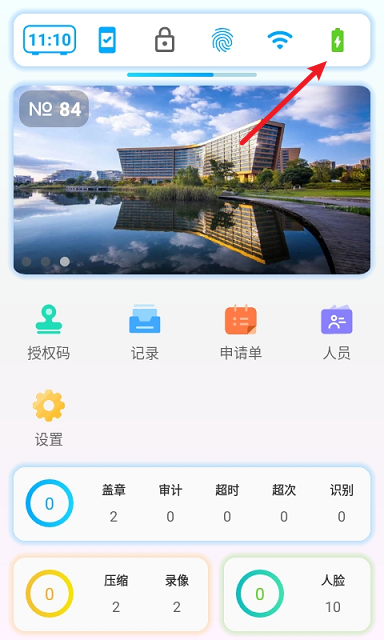 11:10
№ 84
授权码 记录 申请单 人员
设置
盖章 审计 超时 超次 识别
0 2 0 0 0 0
压缩 录像 人脸
0 2 2 0 10